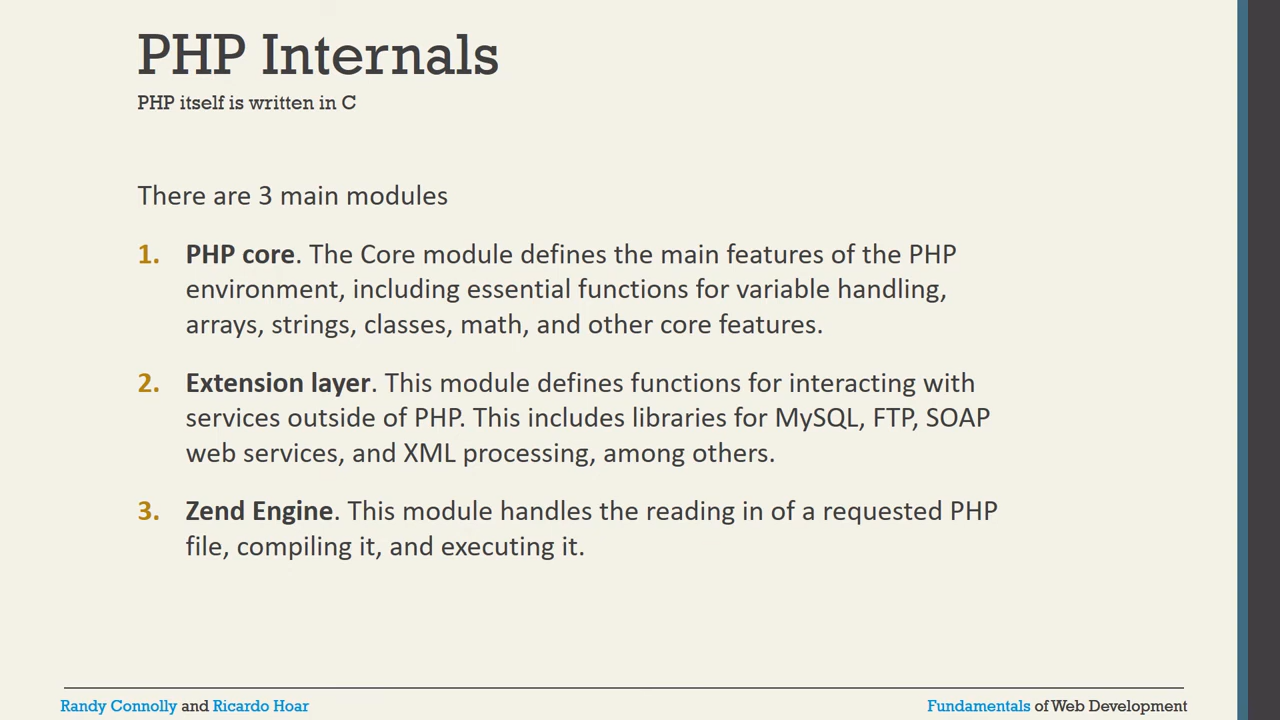 PHP Internals
PHP itself is written in C
There are 3 main modules
1. PHP core. The Core module defines the main features of the PHP
environment, including essential functions for variable handling,
arrays, strings, classes, math, and other core features.
2. Extension layer. This module defines functions for interacting with
services outside of PHP. This includes libraries for MySQL, FTP, SOAP
web services, and XML processing, among others.
3. Zend Engine. This module handles the reading in of a requested PHP
file, compiling it, and executing it.
Randy Connolly and Ricardo Hoar
Fundamentals of Web Development